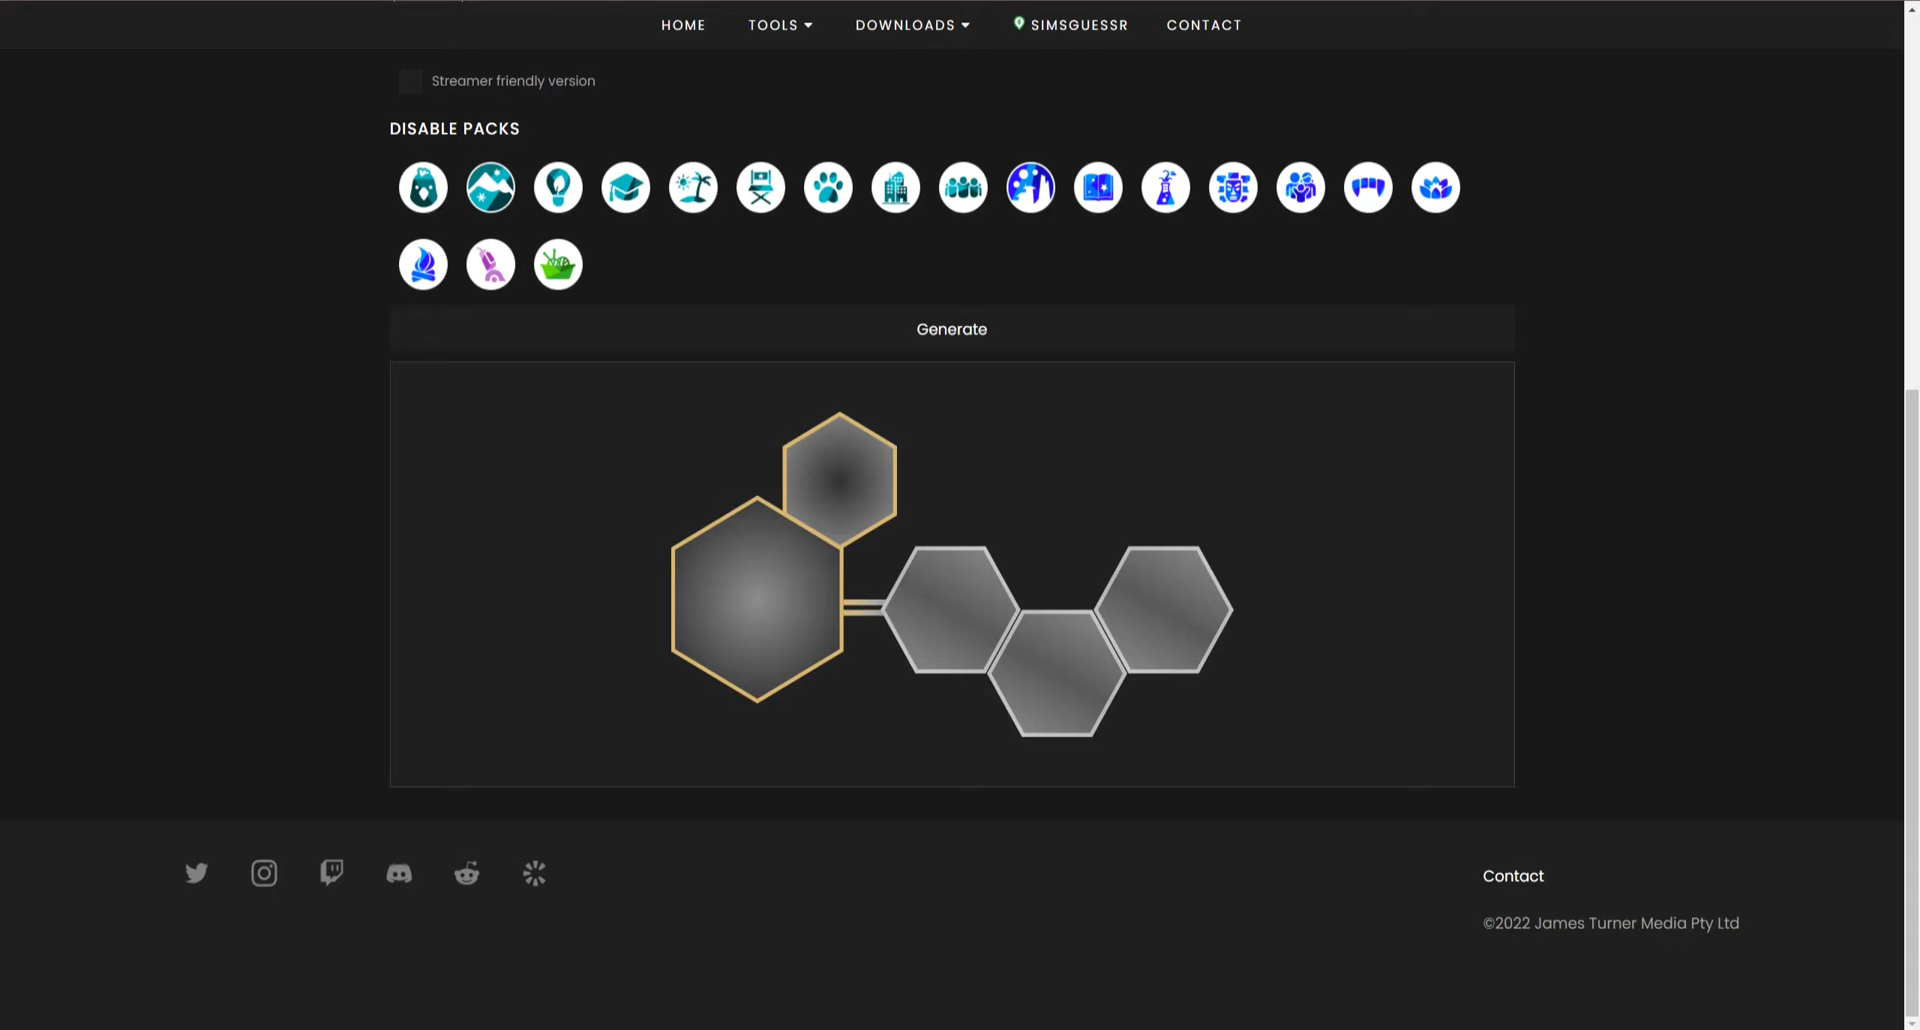 HOME TOOLS DOWNLOADS SIMSGUESSR CONTACT
Streamer friendly version
DISABLE PACKS
Generate
Contact
©2022 James Turner Media Pty Ltd